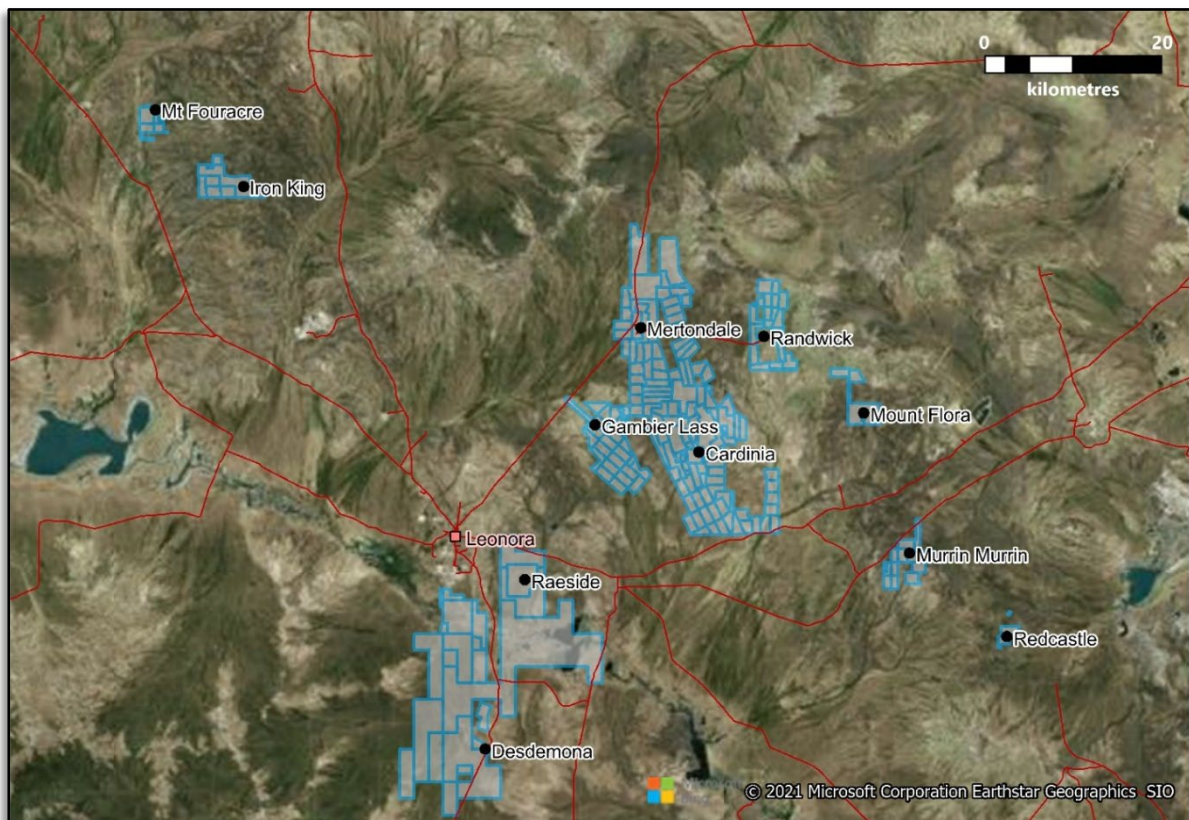 0 20
kilometres
Mt Fouracre
Iron King
Mertondale
Randwick
Mount Flora
Gambier Lass
Cardinia
Leonora
Murrin Murrin
Raeside
Redcastle
Desdemona
© 2021 Microsoft Corporation Earthstar Geographics SIO